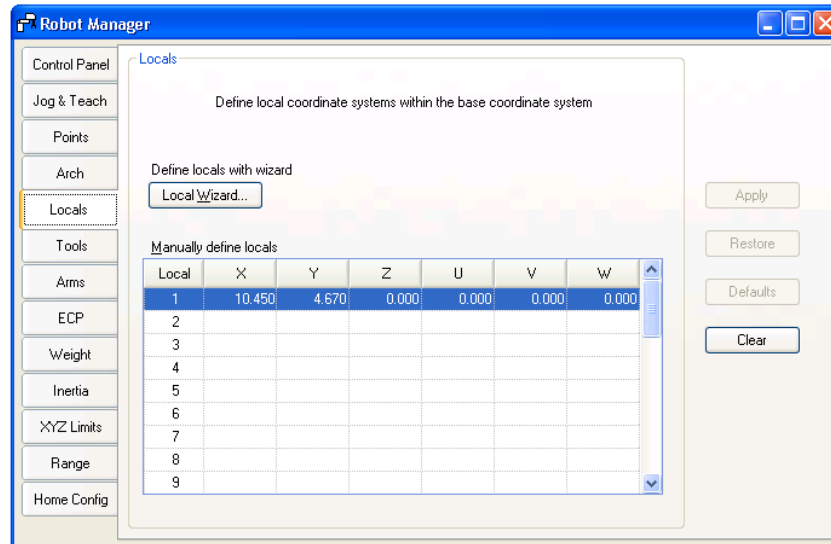 Robot Manager
Control Panel
Jog & Teach
Points
Arch
Locals
Tools
Arms
ECP
Weight
Inertia
XYZ Limits
Range
Home Config
Locals
Define local coordinate systems within the base coordinate system
Define locals with wizard
Local Wizard...
Manually define locals
Local X Y Z U V W
1 10.450 4.670 0.000 0.000 0.000 0.000
2
3
4
5
6
7
8
9
Apply
Restore
Defaults
Clear